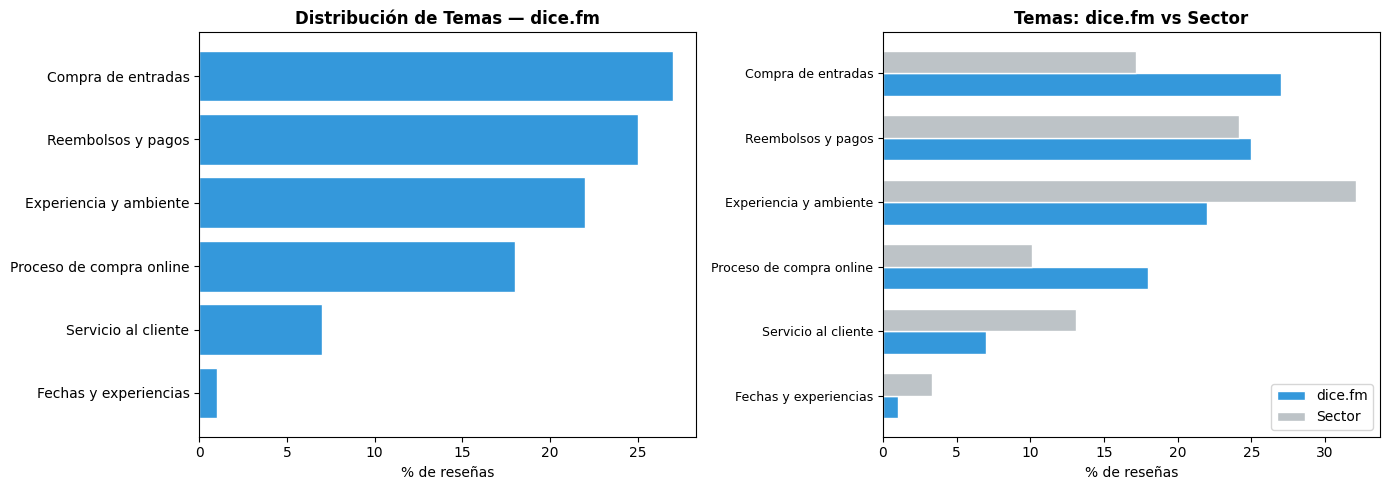 Distribución de Temas — dice.fm
Compra de entradas
Reembolsos y pagos
Experiencia y ambiente
Proceso de compra online
Servicio al cliente
Fechas y experiencias
0 5 10 15 20 25
% de reseñas
Temas: dice.fm vs Sector
Compra de entradas
Reembolsos y pagos
Experiencia y ambiente
Proceso de compra online
Servicio al cliente
Fechas y experiencias
dice.fm
Sector
0 5 10 15 20 25 30
% de reseñas